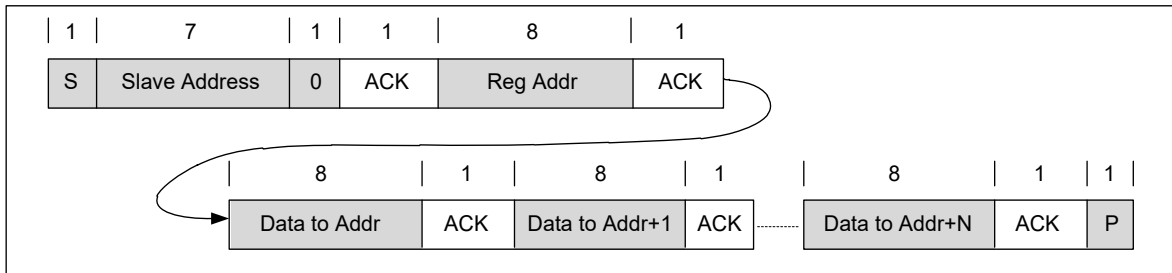 1 7 1 1 8 1
S Slave Address 0 ACK Reg Addr ACK
8 1 8 1 8 1 1
Data to Addr ACK Data to Addr+1 ACK Data to Addr+N ACK P